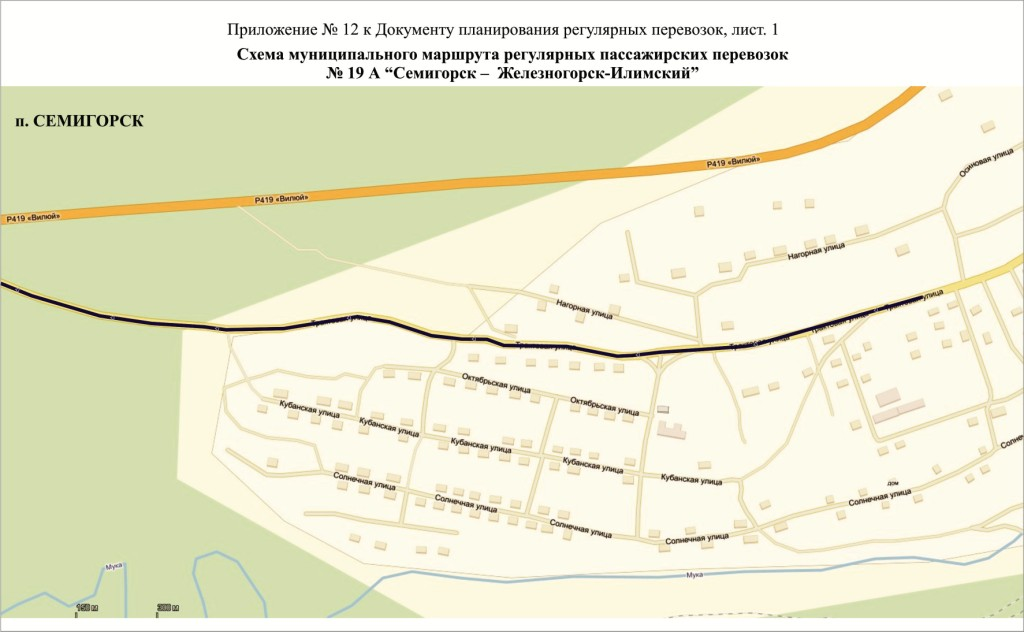 Приложение № 12 к Документу планирования регулярных перевозок, лист. 1
Схема муниципального маршрута регулярных пассажирских перевозок
№ 19 А “Семигорск – Железногорск-Илимский”
п. СЕМИГОРСК
Р419 «Вилюй»
Р419 «Вилюй»
Р419 «Вилюй»
Осиновая улица
Нагорная улица
Нагорная улица
улица
Трактовая улица
Октябрьская улица
Октябрьская улица
Кубанская улица
Кубанская улица
Кубанская улица
Кубанская улица
Кубанская улица
Солнечная улица
Солнечная улица
Солнечная улица
Солнечная улица
Солнечная улица
Солне
Дом
Мука
Мука
150 м
300 м